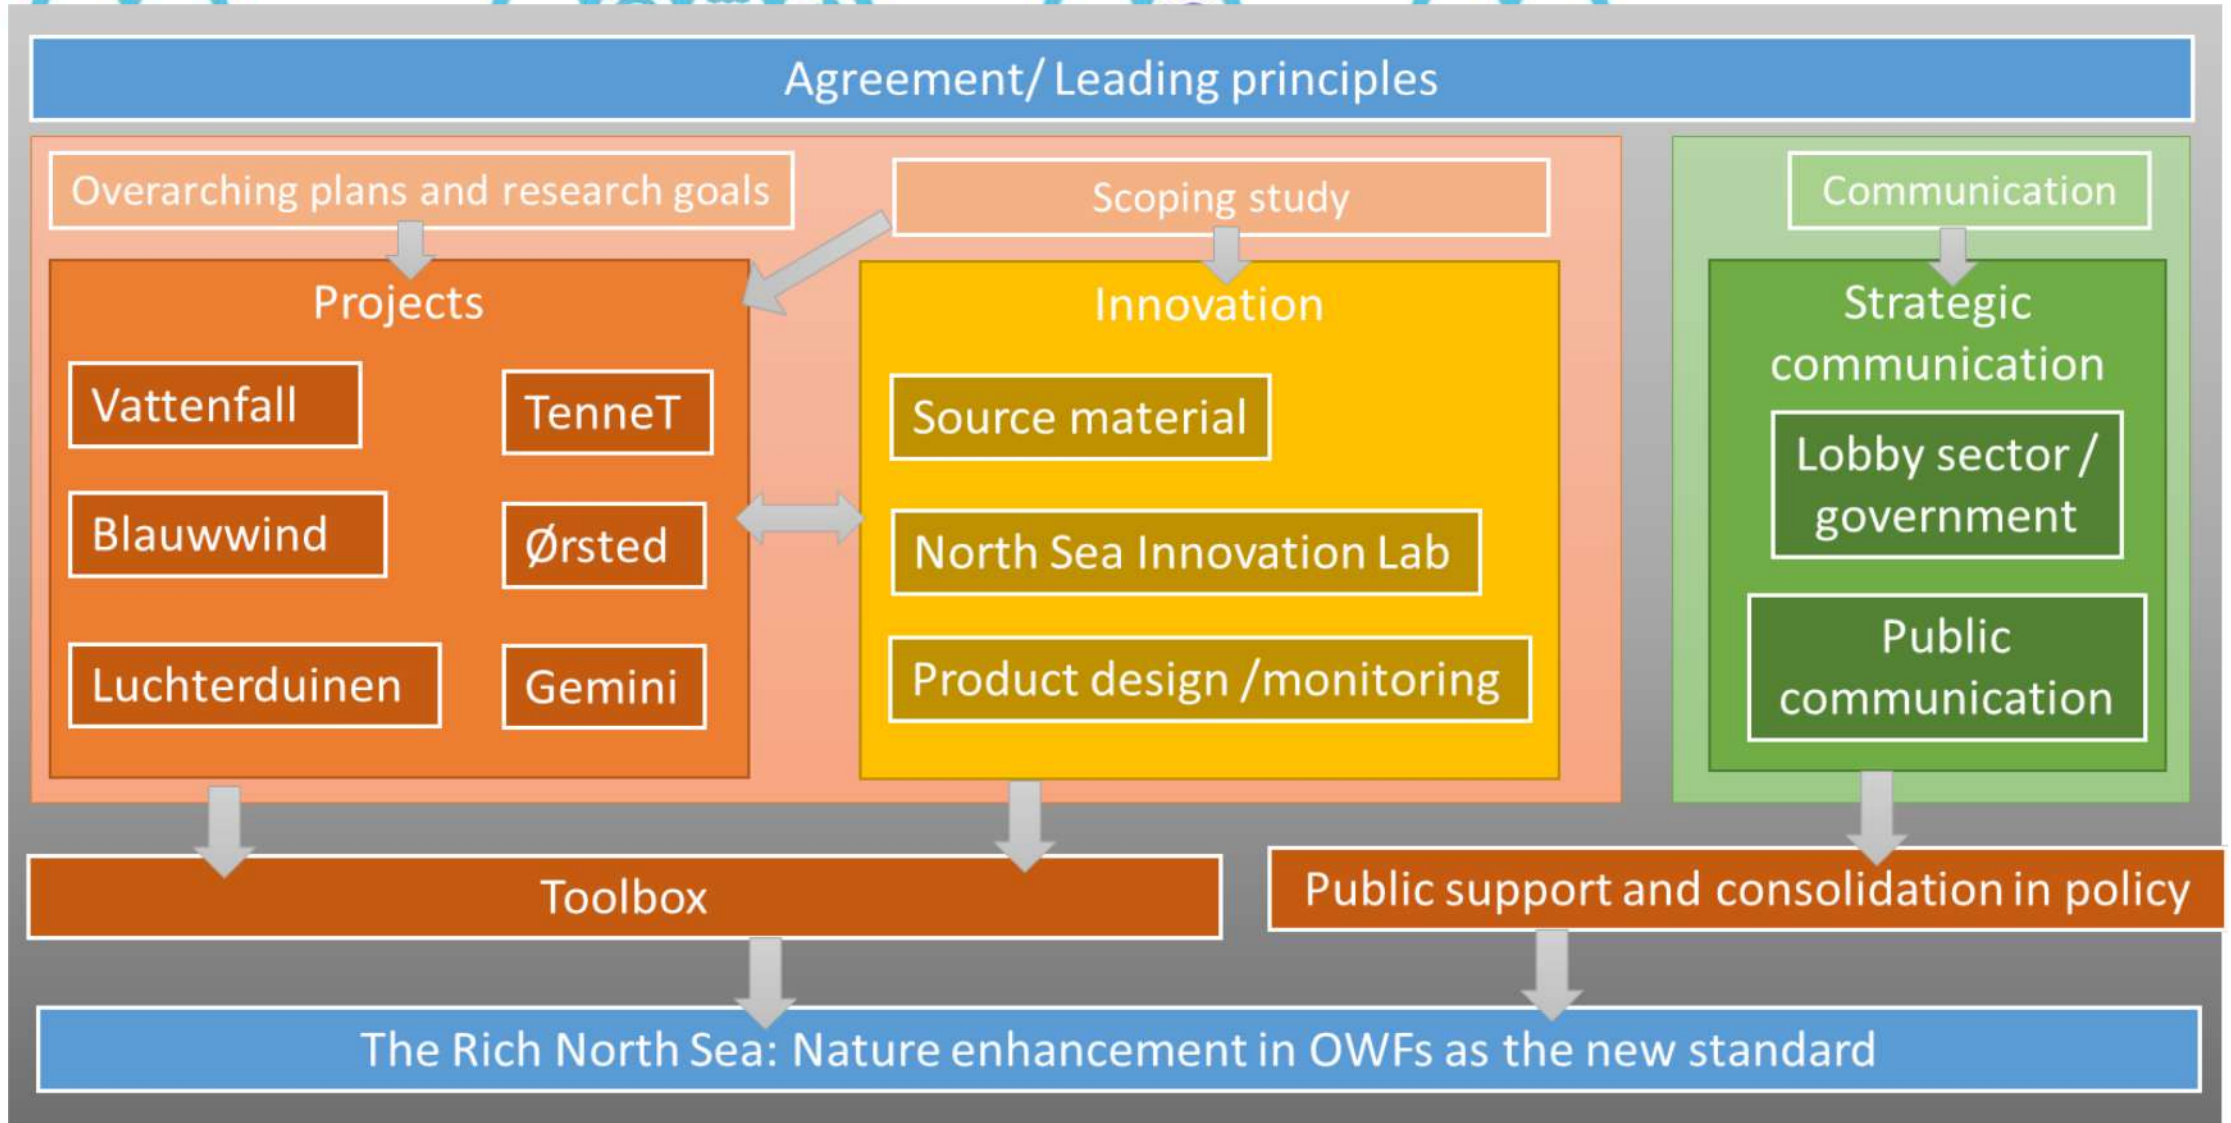 Agreement/ Leading principles
Overarching plans and research goals
Scoping study
Communication
Projects
Vattenfall
TenneT
Blauwwind
Ørsted
Luchterduinen
Gemini
Innovation
Source material
North Sea Innovation Lab
Product design /monitoring
Strategic
communication
Lobby sector /
government
Public
communication
Toolbox
Public support and consolidation in policy
The Rich North Sea: Nature enhancement in OWFs as the new standard